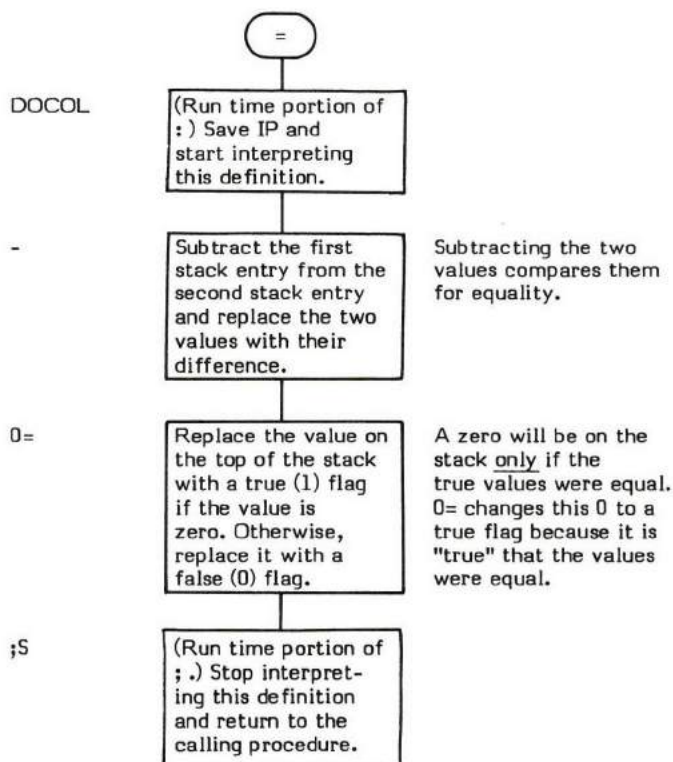 =
DOCOL
(Run time portion of
: ) Save IP and
start interpreting
this definition.
-
Subtract the first
stack entry from the
second stack entry
and replace the two
values with their
difference.
Subtracting the two
values compares them
for equality.
0=
Replace the value on
the top of the stack
with a true (1) flag
if the value is
zero. Otherwise,
replace it with a
false (0) flag.
A zero will be on the
stack only if the
true values were equal.
0= changes this 0 to a
true flag because it is
"true" that the values
were equal.
;S
(Run time portion of
; .) Stop interpret-
ing this definition
and return to the
calling procedure.